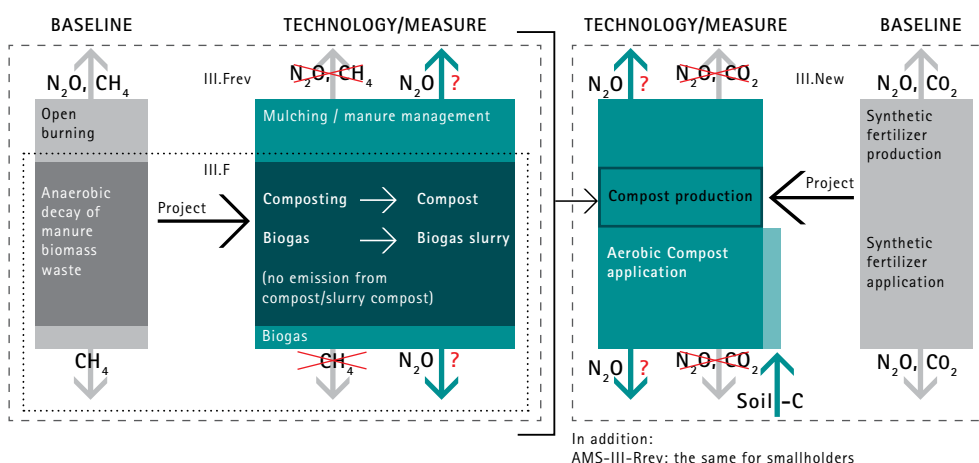 BASELINE
TECHNOLOGY/MEASURE
TECHNOLOGY/MEASURE
BASELINE
N₂O, CH₄
III.Frev
N₂O, CH₄
N₂O ?
N₂O ?
N₂O, CO₂
III.New
N₂O, CO₂
Open
burning
Mulching / manure management
Synthetic
fertilizer
production
III.F
Anaerobic
decay of
manure
biomass
waste
Project
Composting
Compost
Biogas
Biogas slurry
(no emission from
compost/slurry compost)
Biogas
Compost production
Project
Aerobic Compost
application
Synthetic
fertilizer
application
CH₄
CH₄
N₂O ?
N₂O ?
N₂O, CO₂
N₂O, CO₂
Soil -C
In addition:
AMS-III-Rrev: the same for smallholders